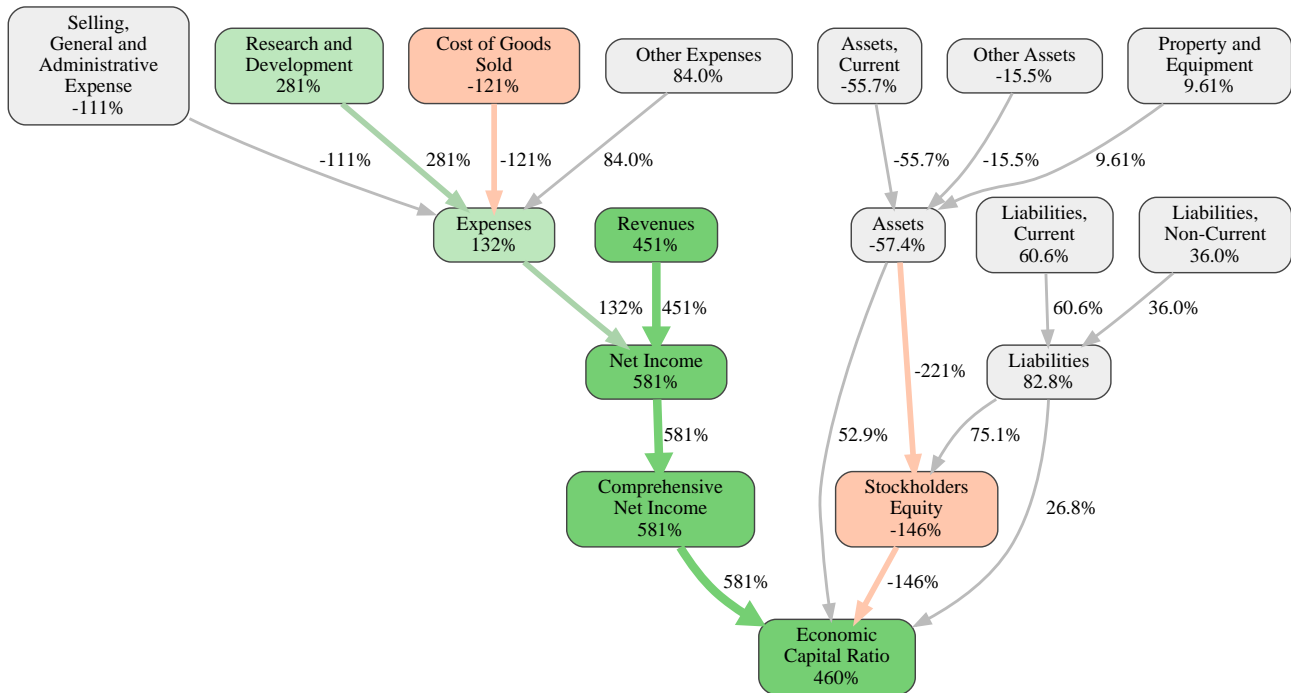 Selling,
General and
Administrative
Expense
-111%
Research and
Development
281%
Cost of Goods
Sold
-121%
Other Expenses
84.0%
Assets,
Current
-55.7%
Other Assets
-15.5%
Property and
Equipment
9.61%
-111%
281%
-121%
84.0%
-55.7%
-15.5%
9.61%
Expenses
132%
Revenues
451%
Assets
-57.4%
Liabilities,
Current
60.6%
Liabilities,
Non-Current
36.0%
132%
451%
-221%
60.6%
36.0%
Net Income
581%
Liabilities
82.8%
581%
52.9%
75.1%
Comprehensive
Net Income
581%
Stockholders
Equity
-146%
26.8%
581%
-146%
Economic
Capital Ratio
460%